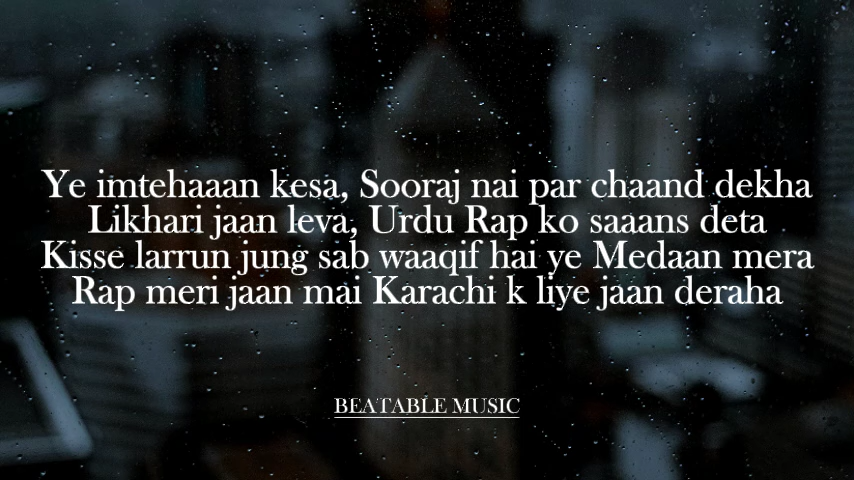 Ye imtehaaan kesa, Sooraj nai par chaand dekha
Likhari jaan leva, Urdu Rap ko saaans deta
Kisse larrun jung sab waaqif hai ye Medaan mera
Rap meri jaan mai Karachi k liye jaan deraha
BEATABLE MUSIC